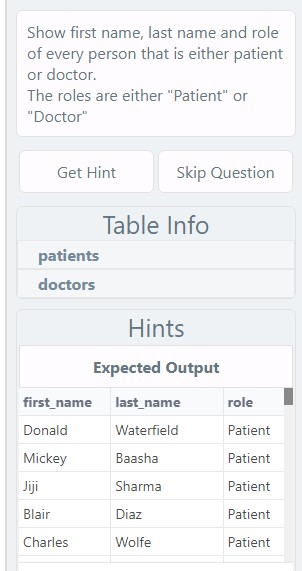 Show first name, last name and role
of every person that is either patient
or doctor.
The roles are either "Patient" or
"Doctor"
Get Hint Skip Question
Table Info
patients
doctors
Hints
Expected Output
first_name last_name role
Donald Waterfield Patient
Mickey Baasha Patient
Jiji Sharma Patient
Blair Diaz Patient
Charles Wolfe Patient